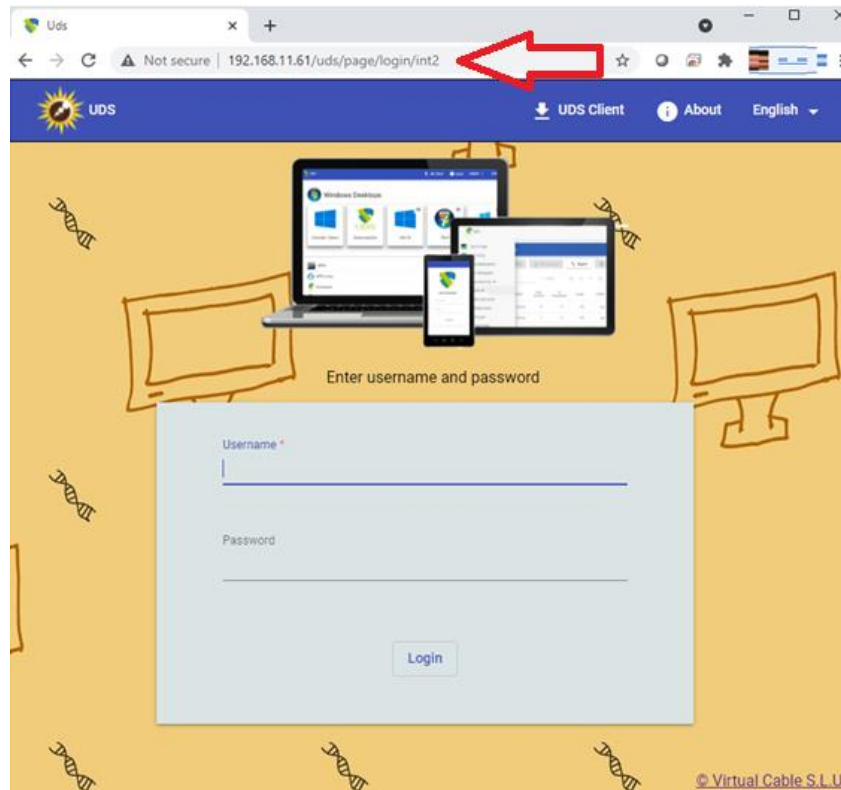 Uds
Not secure | 192.168.11.61/uds/page/login/int2
UDS
UDS Client
About
English
Windows Desktops
Enter username and password
Username *
Password
Login
© Virtual Cable S.L.U